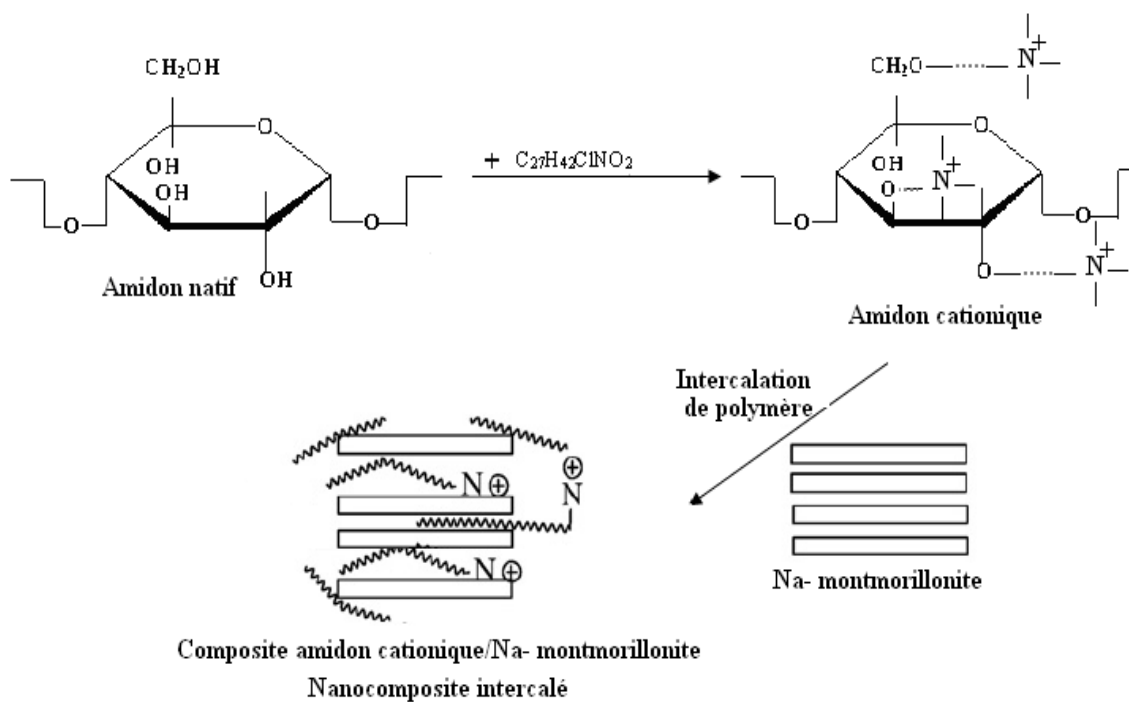 CH₂OH
O
OH
OH
O
O
OH
Amidon natif
+ C₂₇H₄₂ClNO₂
CH₂O
N+
O
OH
O
N+
O
O
N+
O
Amidon cationique
Intercalation
de polymère
N⊕
N⊕
N⊕
Na- montmorillonite
Composite amidon cationique/Na- montmorillonite
Nanocomposite intercalé